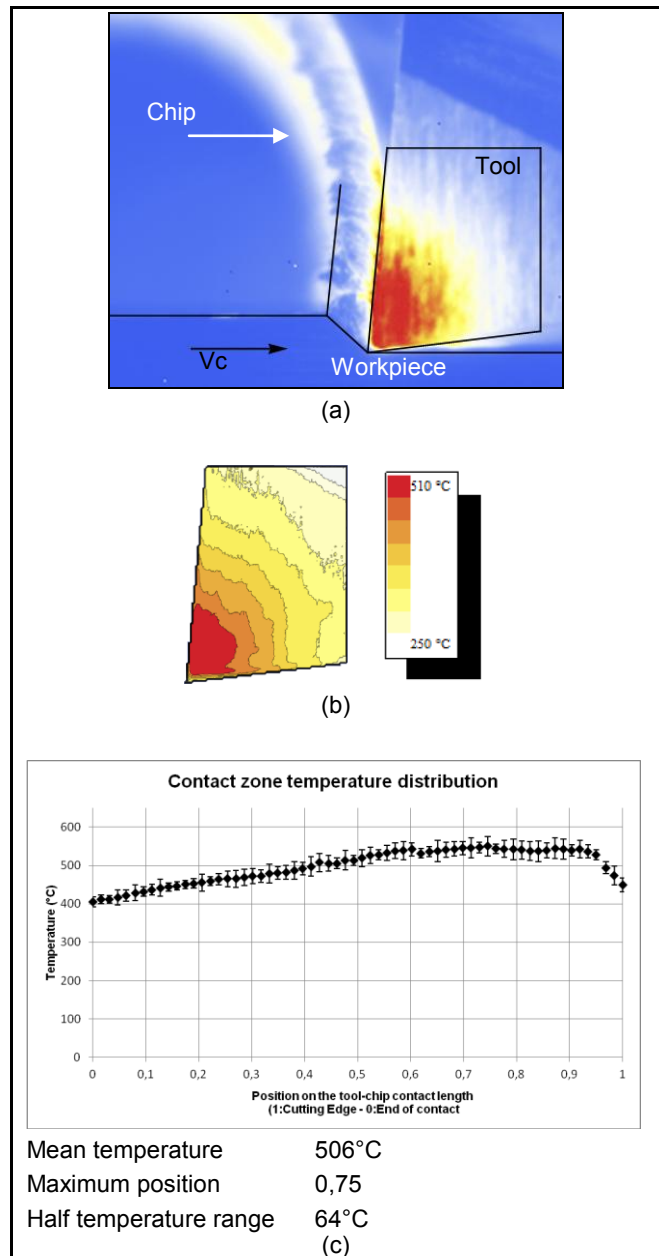 Chip
Tool
Vc
Workpiece
(a)
510 °C
250 °C
(b)
Contact zone temperature distribution
600
500
400
300
200
100
0
Temperature (°C)
0 0,1 0,2 0,3 0,4 0,5 0,6 0,7 0,8 0,9 1
Position on the tool-chip contact length
(1:Cutting Edge - 0:End of contact
Mean temperature 506°C
Maximum position 0,75
Half temperature range 64°C
(c)